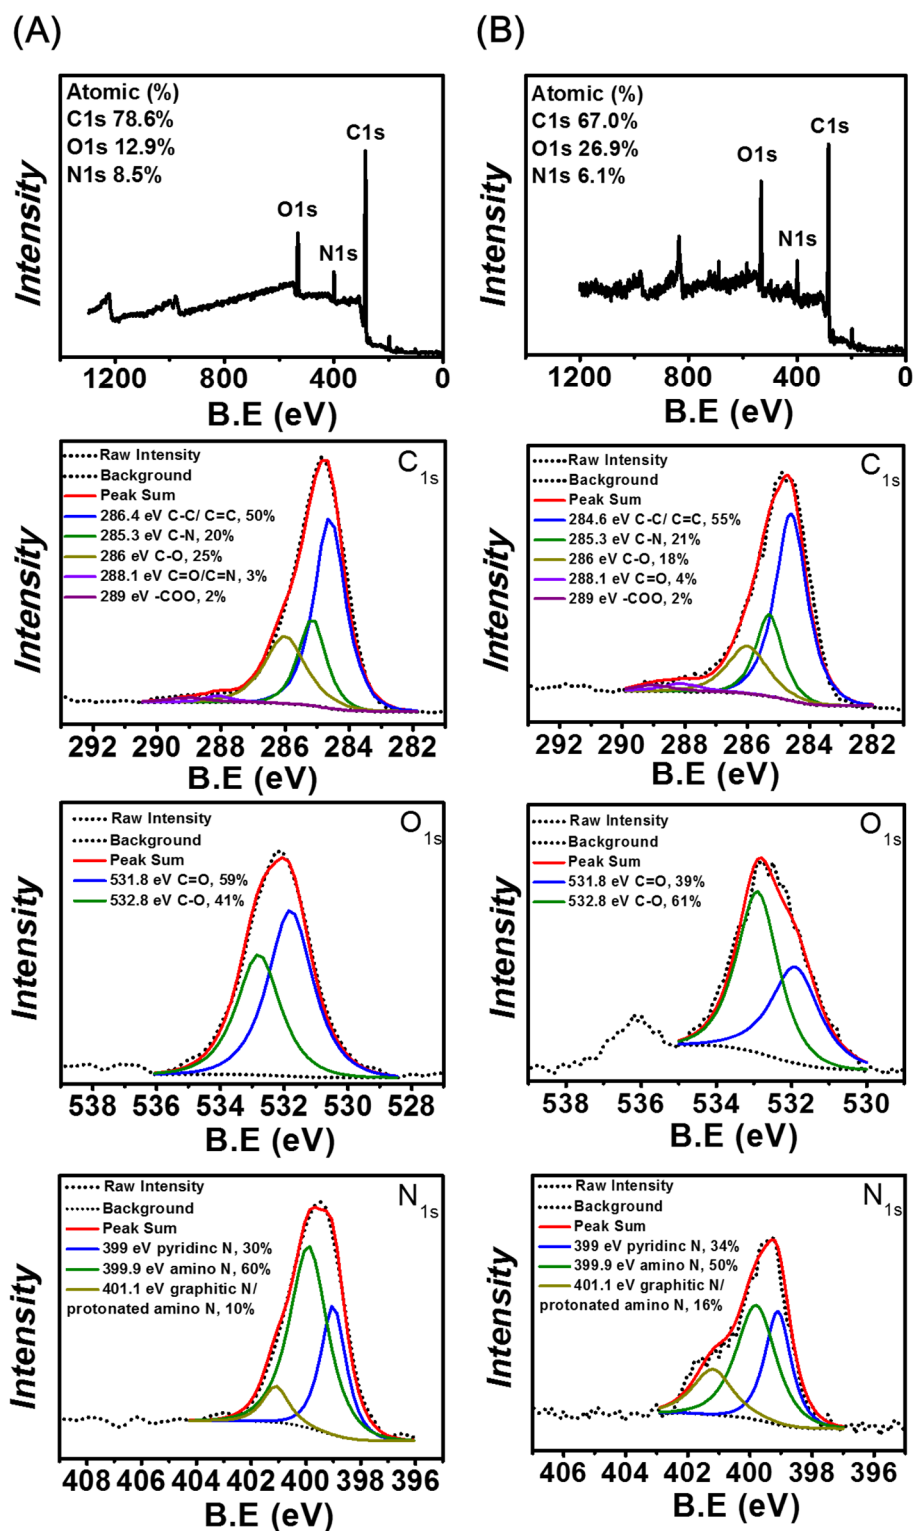 (A)
Atomic (%)
C1s 78.6%
O1s 12.9%
N1s 8.5%
C1s
O1s
N1s
Intensity
1200 800 400 0
B.E (eV)
(B)
Atomic (%)
C1s 67.0%
O1s 26.9%
N1s 6.1%
C1s
O1s
N1s
Intensity
1200 800 400 0
B.E (eV)
Raw Intensity
Background
Peak Sum
286.4 eV C-C/ C=C, 50%
285.3 eV C-N, 20%
286 eV C-O, 25%
288.1 eV C=O/C=N, 3%
289 eV -COO, 2%
C1s
Intensity
292 290 288 286 284 282
B.E (eV)
Raw Intensity
Background
Peak Sum
284.6 eV C-C/ C=C, 55%
285.3 eV C-N, 21%
286 eV C-O, 18%
288.1 eV C=O, 4%
289 eV -COO, 2%
C1s
Intensity
292 290 288 286 284 282
B.E (eV)
Raw Intensity
Background
Peak Sum
531.8 eV C=O, 59%
532.8 eV C-O, 41%
O1s
Intensity
538 536 534 532 530 528
B.E (eV)
Raw Intensity
Background
Peak Sum
531.8 eV C=O, 39%
532.8 eV C-O, 61%
O1s
Intensity
538 536 534 532 530
B.E (eV)
Raw Intensity
Background
Peak Sum
399 eV pyridinc N, 30%
399.9 eV amino N, 60%
401.1 eV graphitic N/
protonated amino N, 10%
N1s
Intensity
408 406 404 402 400 398 396
B.E (eV)
Raw Intensity
Background
Peak Sum
399 eV pyridinc N, 34%
399.9 eV amino N, 50%
401.1 eV graphitic N/
protonated amino N, 16%
N1s
Intensity
406 404 402 400 398 396
B.E (eV)